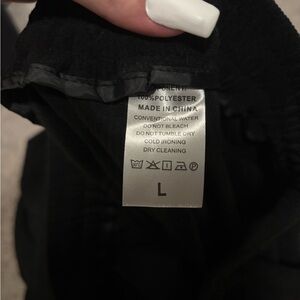 100%POLYESTER
MADE IN CHINA
CONVENTIONAL WATER
DO NOT BLEACH
DO NOT TUMBLE DRY
COLD IRONING
DRY CLEANING
L